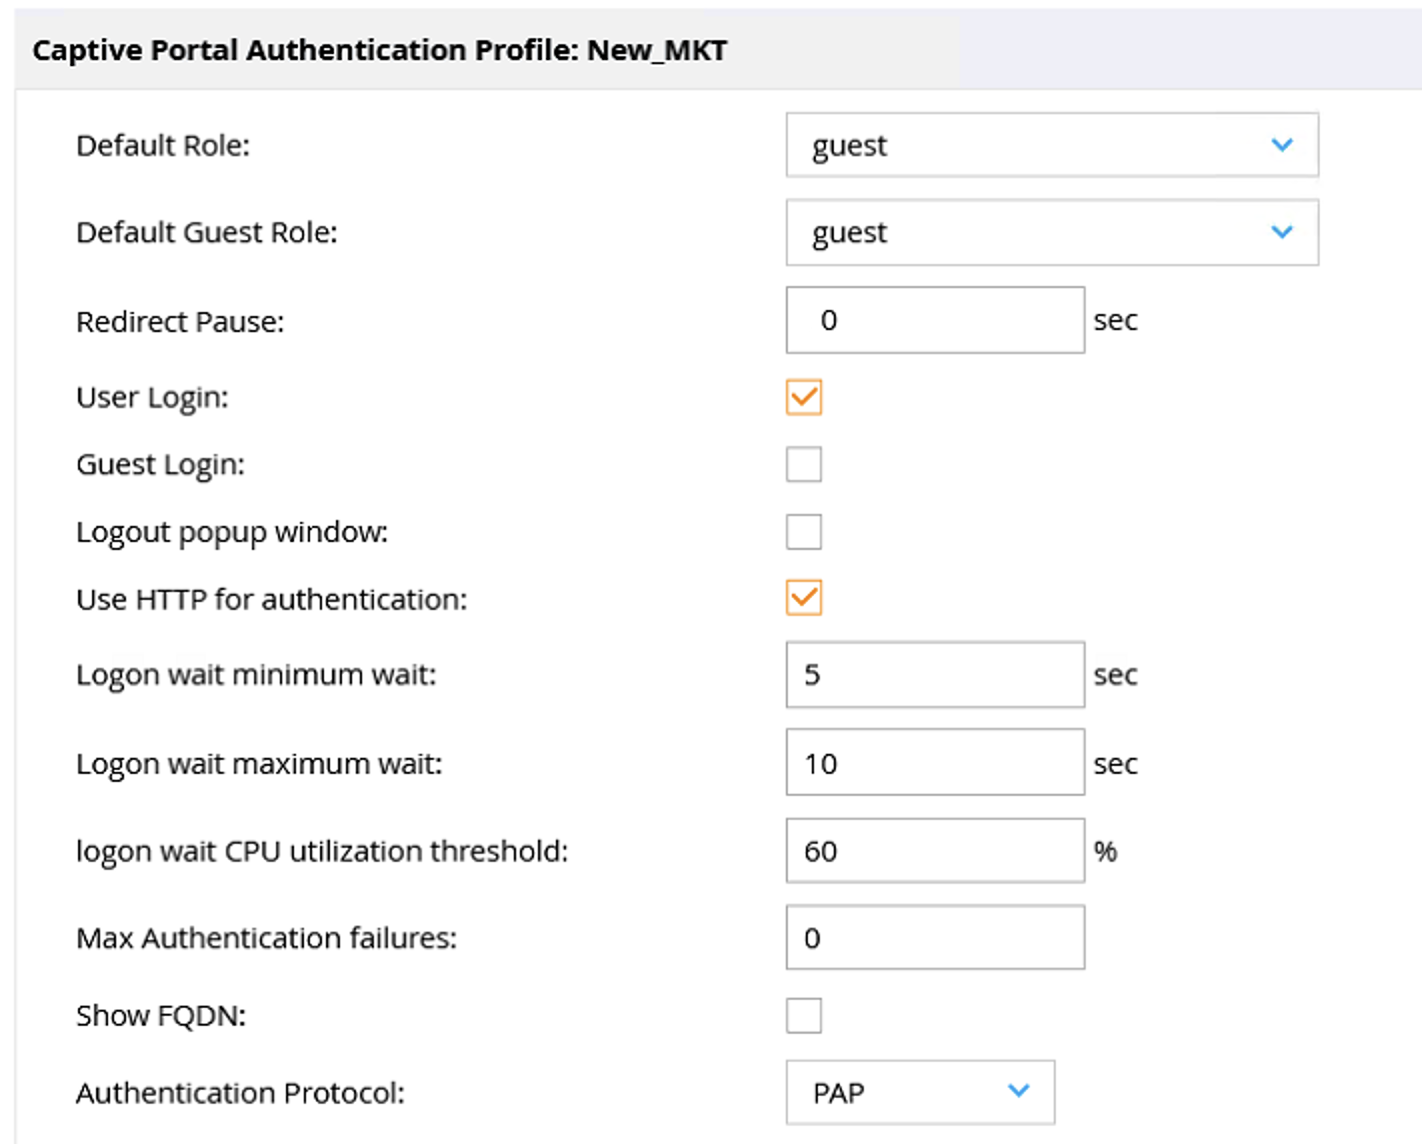 Captive Portal Authentication Profile: New_MKT
Default Role: guest
Default Guest Role: guest
Redirect Pause: 0 sec
User Login:
Guest Login:
Logout popup window:
Use HTTP for authentication:
Logon wait minimum wait: 5 sec
Logon wait maximum wait: 10 sec
logon wait CPU utilization threshold: 60 %
Max Authentication failures: 0
Show FQDN:
Authentication Protocol: PAP